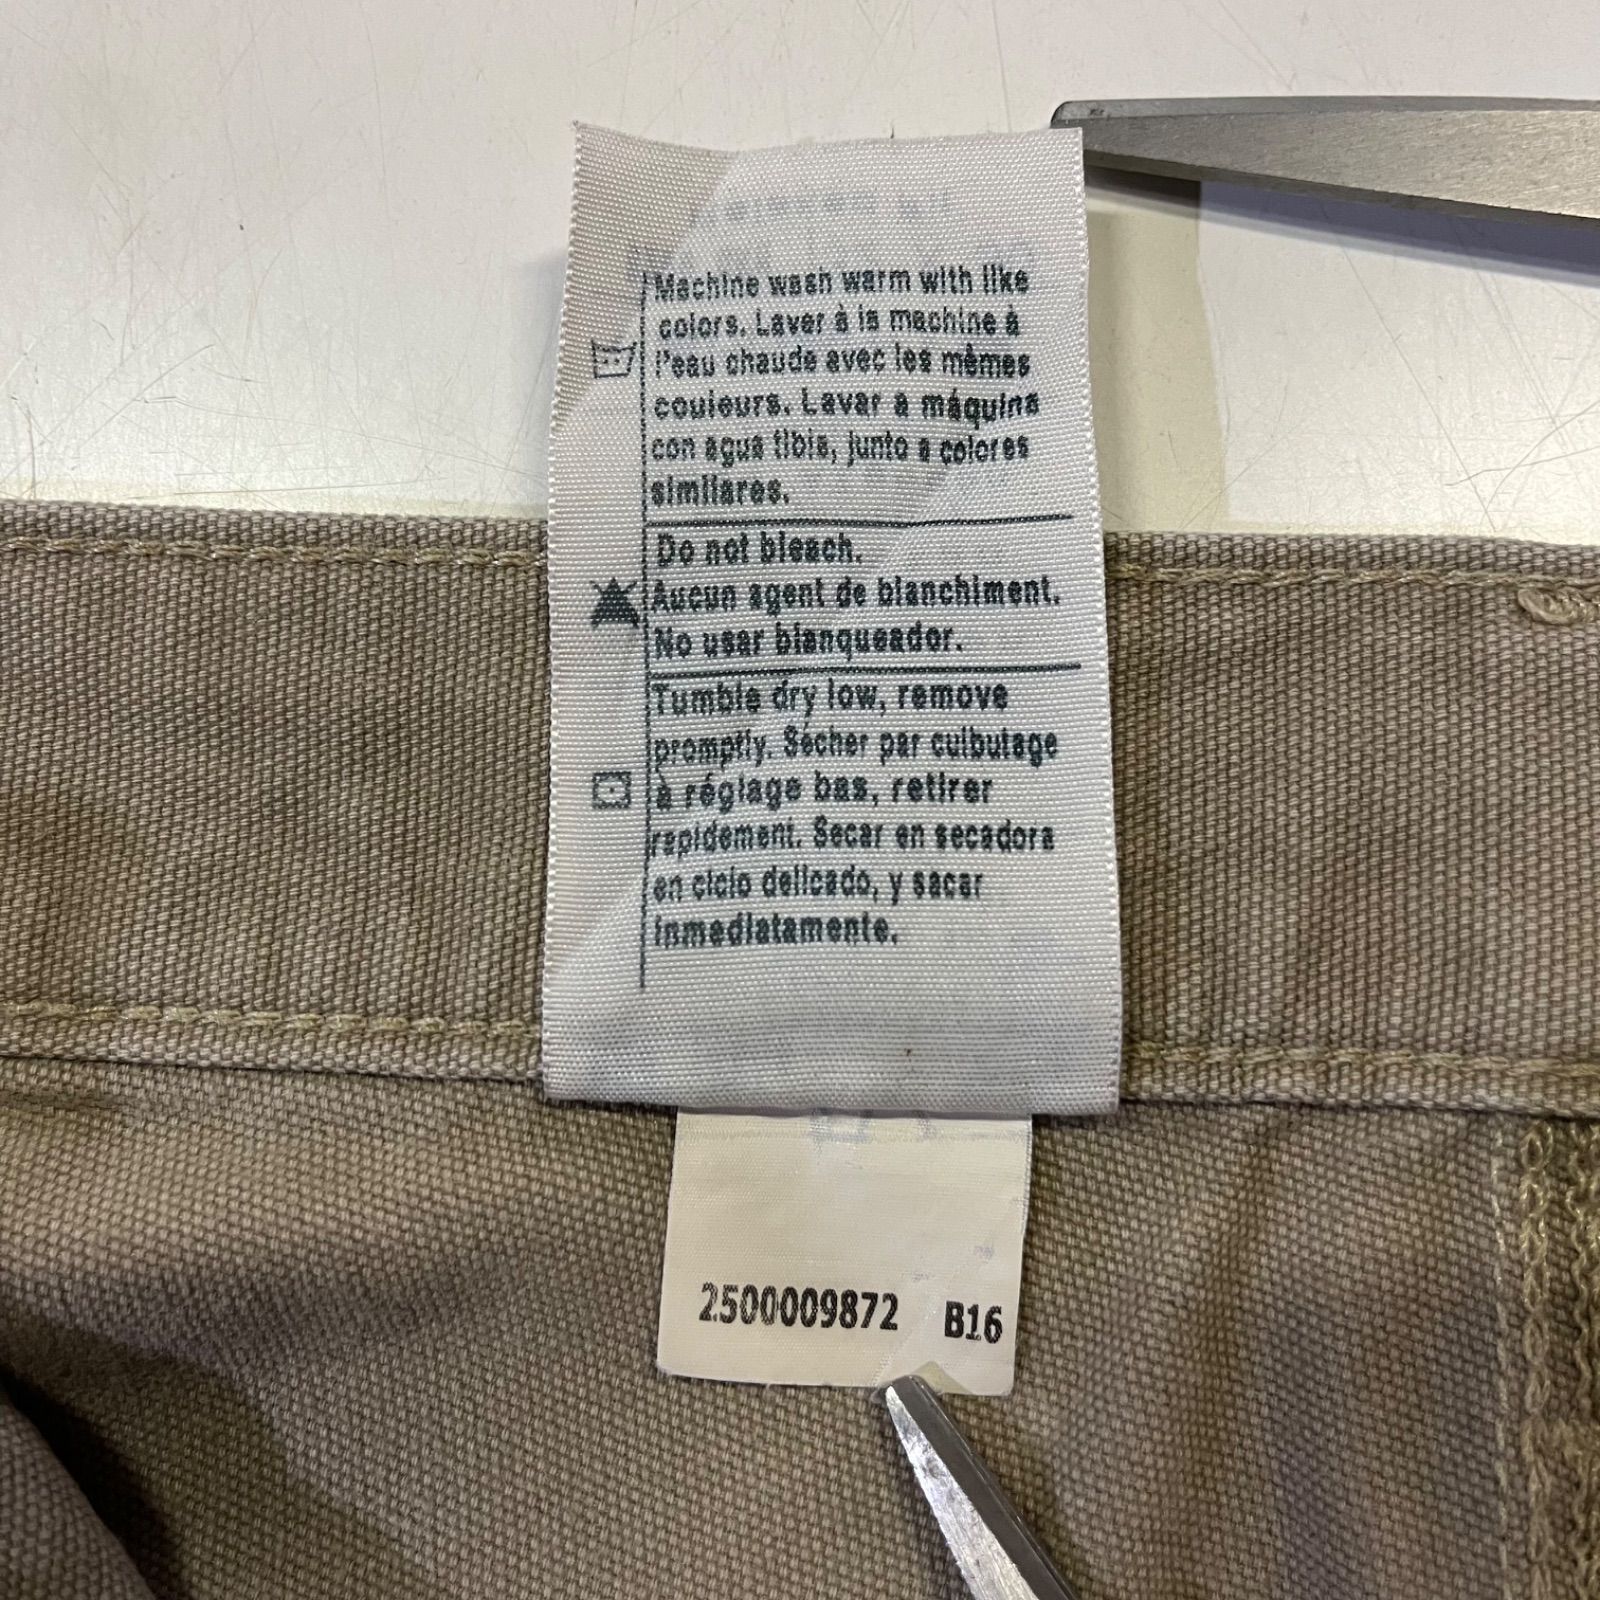 Machine wash warm with like
colors. Laver à la machine à
l'eau chaude avec les mêmes
couleurs. Lavar a máquina
con agua tibia, junto a colores
similares.
Do not bleach.
Aucun agent de blanchiment.
No usar blanqueador.
Tumble dry low, remove
promptly. Sécher par culbutage
à réglage bas, retirer
rapidement. Secar en secadora
en ciclo delicado, y sacar
inmediatamente.
2500009872 B16